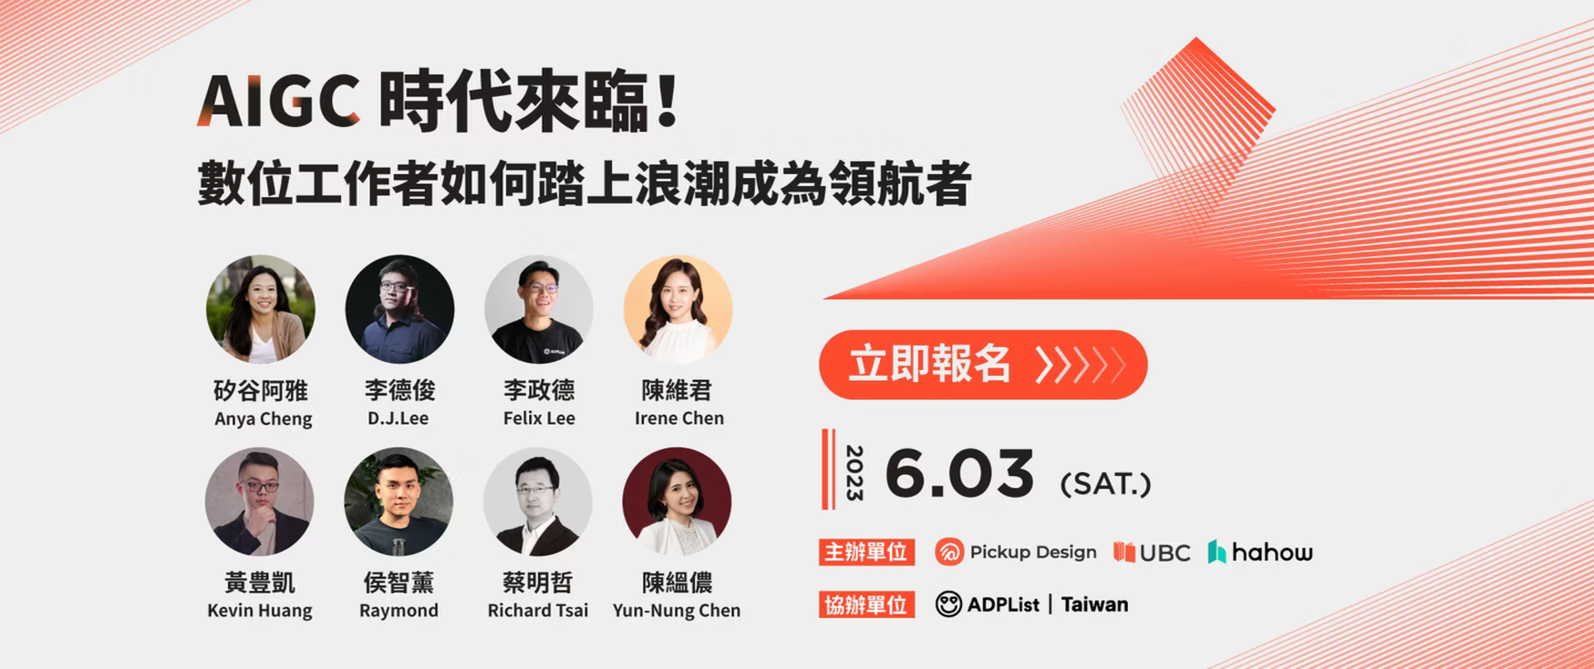 AIGC 時代來臨！
數位工作者如何踏上浪潮成為領航者
矽谷阿雅
Anya Cheng
李德俊
D.J.Lee
李政德
Felix Lee
陳維君
Irene Chen
黃豊凱
Kevin Huang
侯智薰
Raymond
蔡明哲
Richard Tsai
陳縕儂
Yun-Nung Chen
立即報名
2023
6.03 (SAT.)
主辦單位 Pickup Design UBC hahow
協辦單位 ADPList | Taiwan